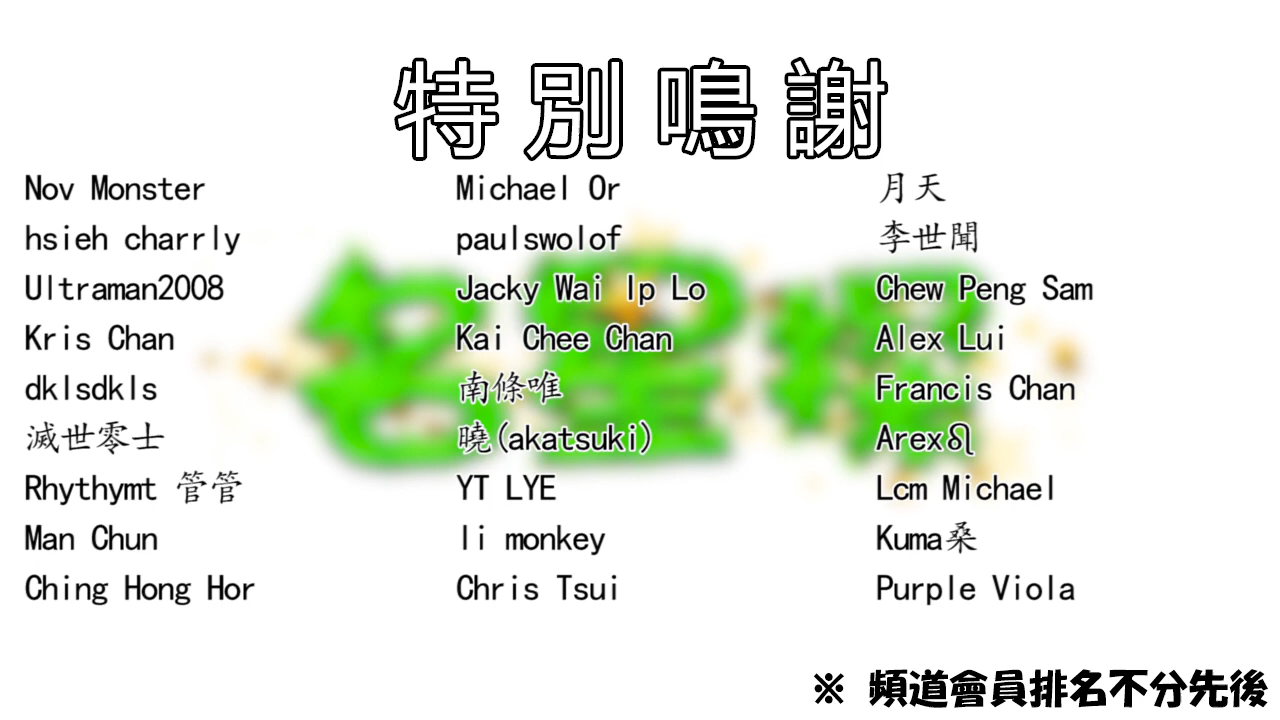 特別鳴謝
Nov Monster
hsieh charrly
Ultraman2008
Kris Chan
dklsdkls
滅世零士
Rhythymt 管管
Man Chun
Ching Hong Hor
Michael Or
paulswolof
Jacky Wai Ip Lo
Kai Chee Chan
南條唯
曉(akatsuki)
YT LYE
li monkey
Chris Tsui
月天
李世聞
Chew Peng Sam
Alex Lui
Francis Chan
Arex♌
Lcm Michael
Kuma桑
Purple Viola
※ 頻道會員排名不分先後